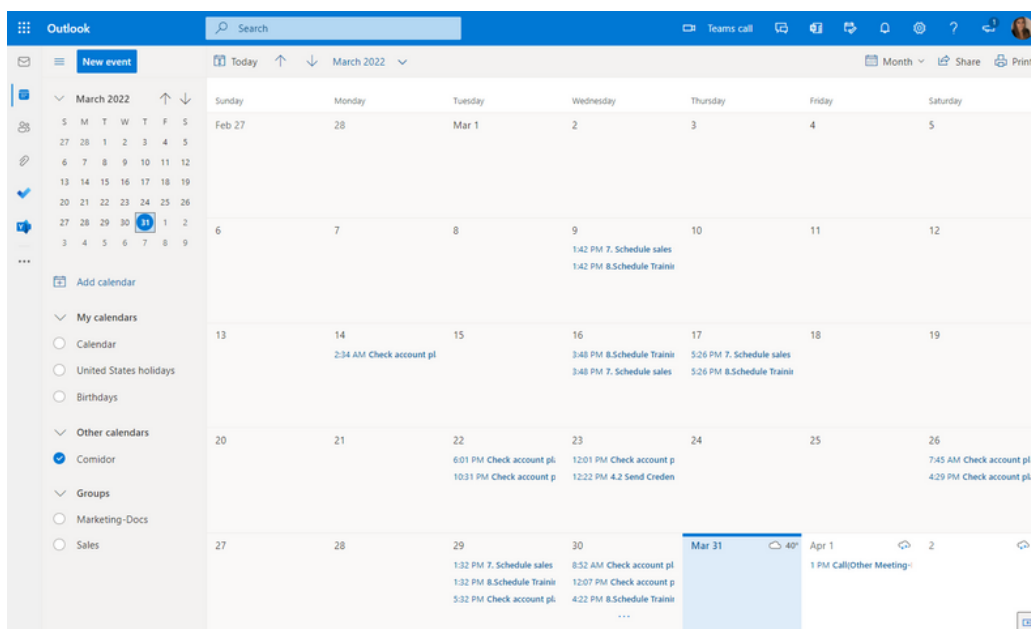 Outlook
Search
Teams call
1
New event
Today
March 2022
Month
Share
Print
March 2022
S M T W T F S
27 28 1 2 3 4 5
6 7 8 9 10 11 12
13 14 15 16 17 18 19
20 21 22 23 24 25 26
27 28 29 30 31 1 2
3 4 5 6 7 8 9
Add calendar
My calendars
Calendar
United States holidays
Birthdays
Other calendars
Comidor
Groups
Marketing-Docs
Sales
Sunday Monday Tuesday Wednesday Thursday Friday Saturday
Feb 27 28 Mar 1 2 3 4 5
6 7 8 9 10 11 12
1:42 PM 7. Schedule sales
1:42 PM 8.Schedule Trainin
13 14 15 16 17 18 19
2:34 AM Check account pl 3:48 PM 8.Schedule Trainin 5:26 PM 7. Schedule sales
3:48 PM 7. Schedule sales 5:26 PM 8.Schedule Trainin
20 21 22 23 24 25 26
6:01 PM Check account pl 12:01 PM Check account p 7:45 AM Check account pl
10:31 PM Check account p 12:22 PM 4.2 Send Creden 4:29 PM Check account pl
27 28 29 30 Mar 31 40° Apr 1 2
1:32 PM 7. Schedule sales 8:52 AM Check account pl 1 PM Call(Other Meeting-
1:32 PM 8.Schedule Trainin 12:07 PM Check account p
5:32 PM Check account pl 4:22 PM 8.Schedule Trainin